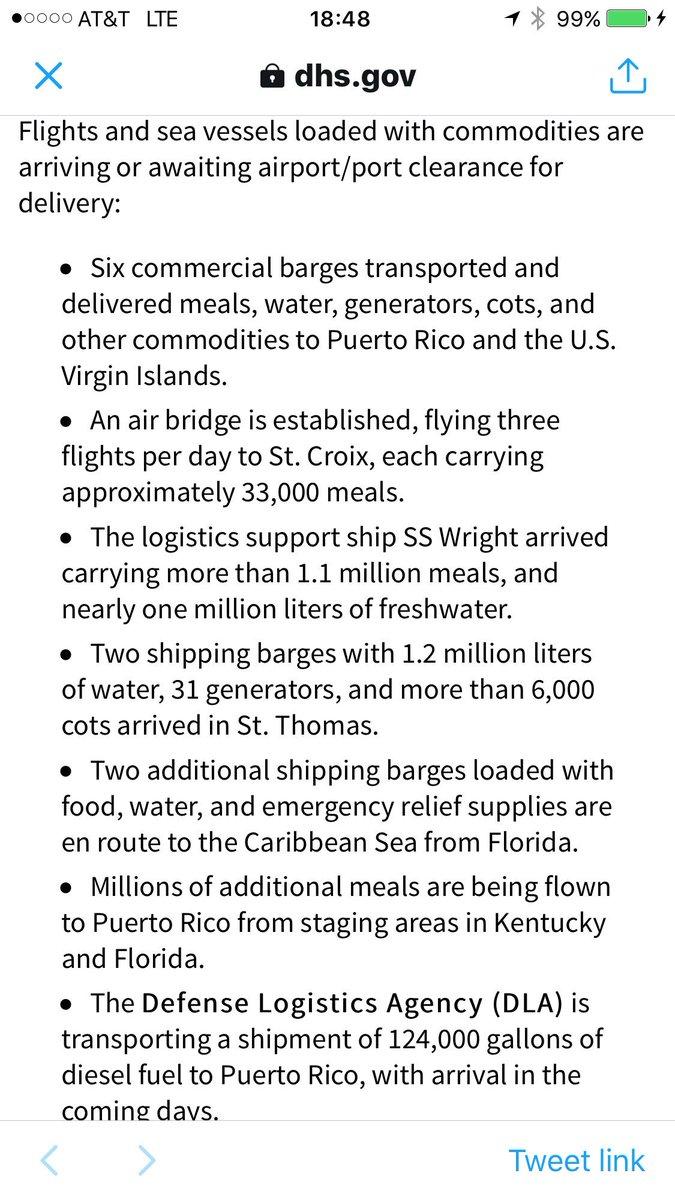 AT&T LTE 18:48 99%
dhs.gov
Flights and sea vessels loaded with commodities are
arriving or awaiting airport/port clearance for
delivery:
• Six commercial barges transported and
delivered meals, water, generators, cots, and
other commodities to Puerto Rico and the U.S.
Virgin Islands.
• An air bridge is established, flying three
flights per day to St. Croix, each carrying
approximately 33,000 meals.
• The logistics support ship SS Wright arrived
carrying more than 1.1 million meals, and
nearly one million liters of freshwater.
• Two shipping barges with 1.2 million liters
of water, 31 generators, and more than 6,000
cots arrived in St. Thomas.
• Two additional shipping barges loaded with
food, water, and emergency relief supplies are
en route to the Caribbean Sea from Florida.
• Millions of additional meals are being flown
to Puerto Rico from staging areas in Kentucky
and Florida.
• The Defense Logistics Agency (DLA) is
transporting a shipment of 124,000 gallons of
diesel fuel to Puerto Rico, with arrival in the
coming days.
Tweet link